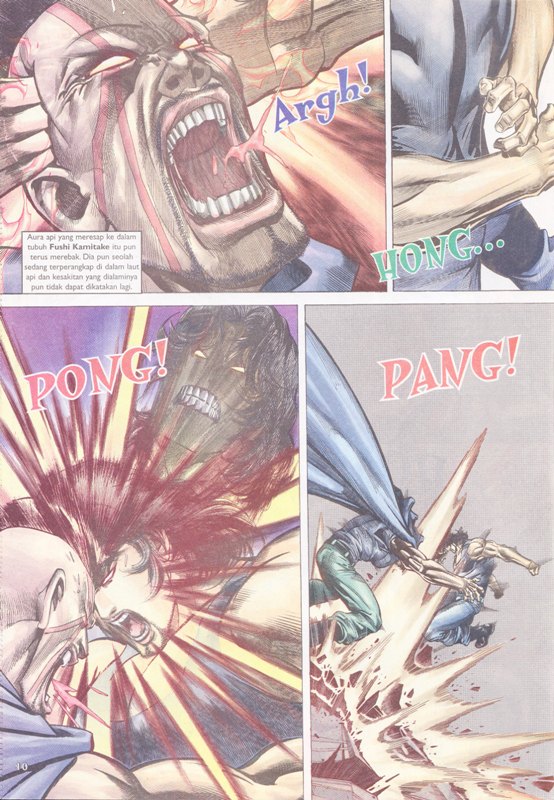 Argh!
Aura api yang meresap ke dalam
tubuh Fushi Kamitake itu pun
terus merebak. Dia pun seolah-
sedang terperangkap di dalam laut
api dan kesakitan yang dialaminya
pun tidak dapat dikatakan lagi.
HONG...
PONG!
PANG!
10